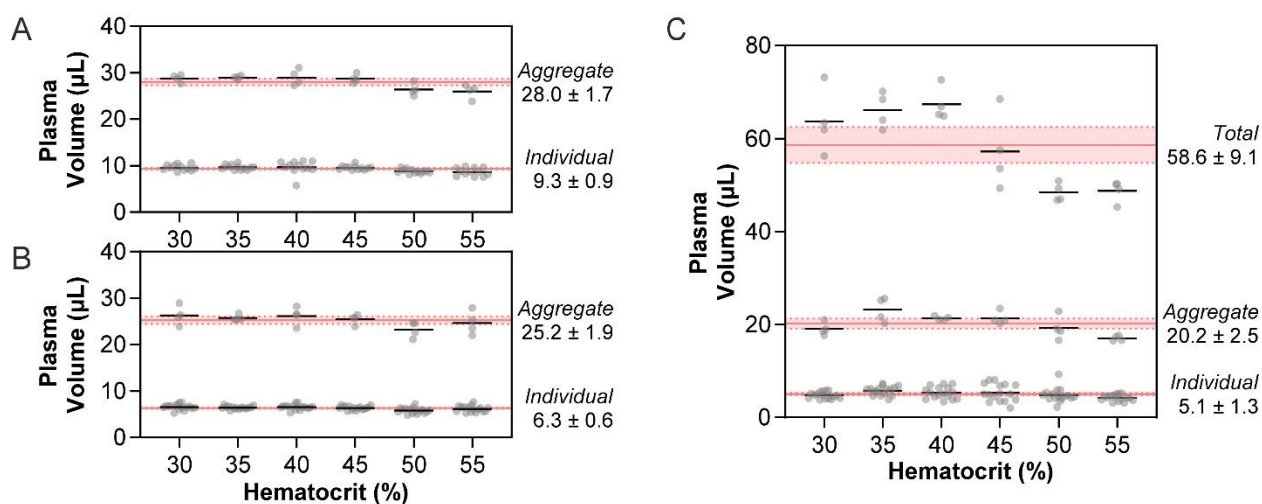 A
Plasma
Volume (µL)
40
30
20
10
0
30 35 40 45 50 55
Aggregate
28.0 ± 1.7
Individual
9.3 ± 0.9
B
Plasma
Volume (µL)
40
30
20
10
0
30 35 40 45 50 55
Hematocrit (%)
Aggregate
25.2 ± 1.9
Individual
6.3 ± 0.6
C
Plasma
Volume (µL)
80
60
40
20
0
30 35 40 45 50 55
Hematocrit (%)
Total
58.6 ± 9.1
Aggregate
20.2 ± 2.5
Individual
5.1 ± 1.3